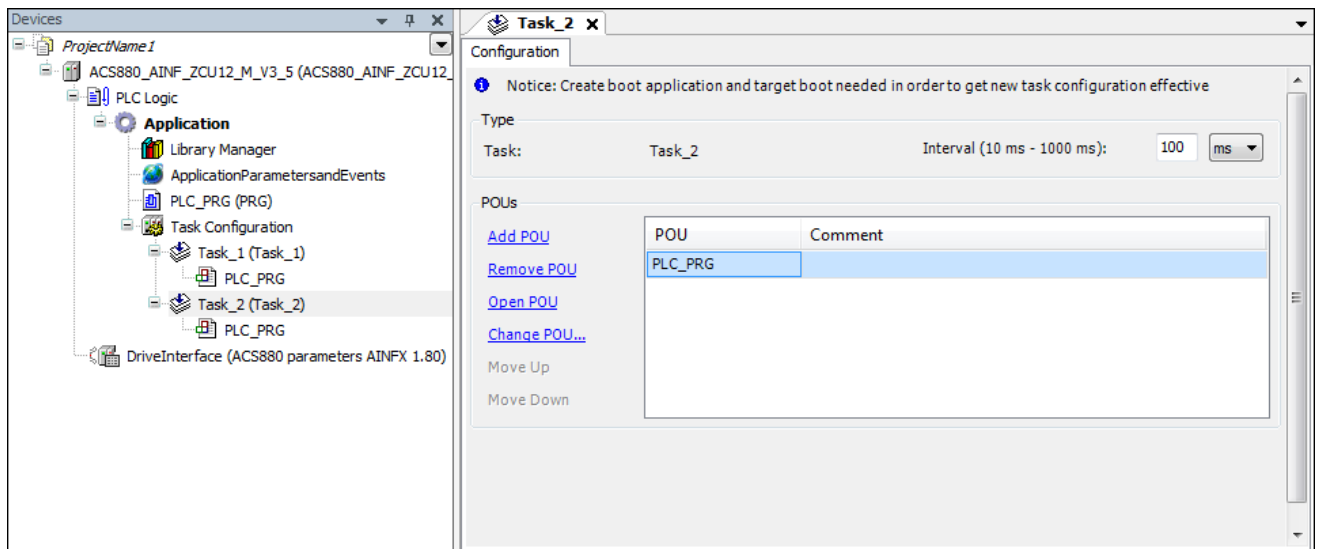 Devices
ProjectName1
ACS880_AINF_ZCU12_M_V3_5 (ACS880_AINF_ZCU12_
PLC Logic
Application
Library Manager
ApplicationParametersandEvents
PLC_PRG (PRG)
Task Configuration
Task_1 (Task_1)
PLC_PRG
Task_2 (Task_2)
PLC_PRG
DriveInterface (ACS880 parameters AINFX 1.80)
Task_2
Configuration
Notice: Create boot application and target boot needed in order to get new task configuration effective
Type
Task: Task_2 Interval (10 ms - 1000 ms): 100 ms
POUs
Add POU
Remove POU
Open POU
Change POU...
Move Up
Move Down
POU Comment
PLC_PRG